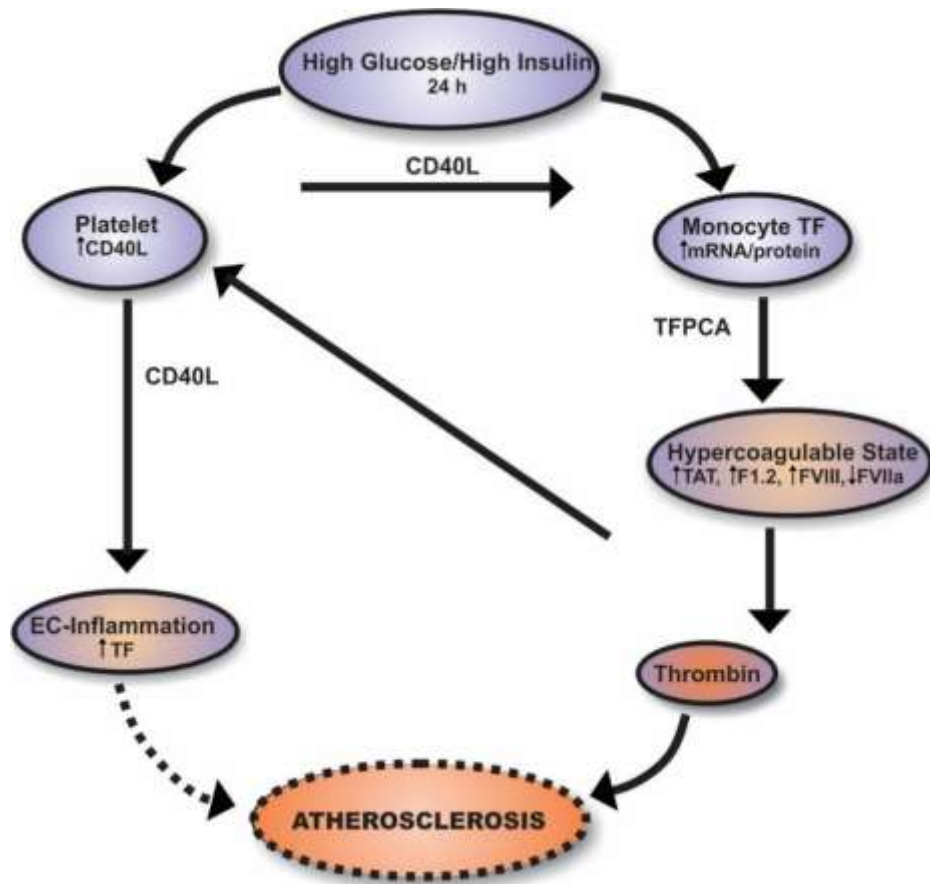 High Glucose/High Insulin
24 h
CD40L
Platelet
↑CD40L
Monocyte TF
↑mRNA/protein
TFPCA
CD40L
Hypercoagulable State
↑TAT, ↑F1.2, ↑FVIII,↓FVIIa
EC-Inflammation
↑TF
Thrombin
ATHEROSCLEROSIS